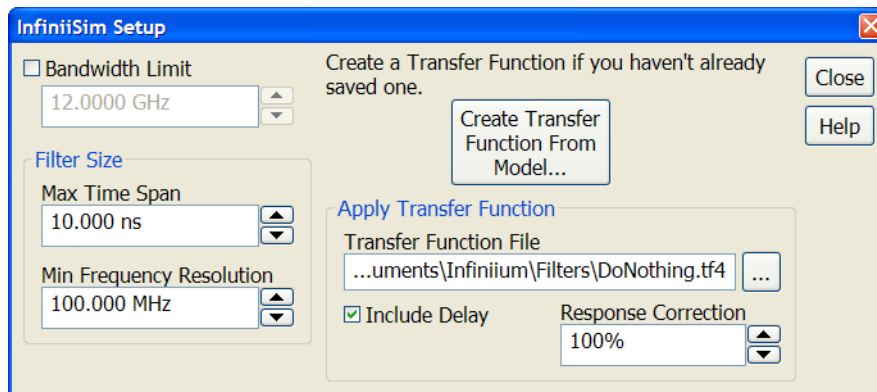 InfiniiSim Setup
Bandwidth Limit
12.0000 GHz
Filter Size
Max Time Span
10.000 ns
Min Frequency Resolution
100.000 MHz
Create a Transfer Function if you haven't already
saved one.
Create Transfer
Function From
Model...
Apply Transfer Function
Transfer Function File
...uments\Infiniium\Filters\DoNothing.tf4
...
Include Delay
Response Correction
100%
Close
Help